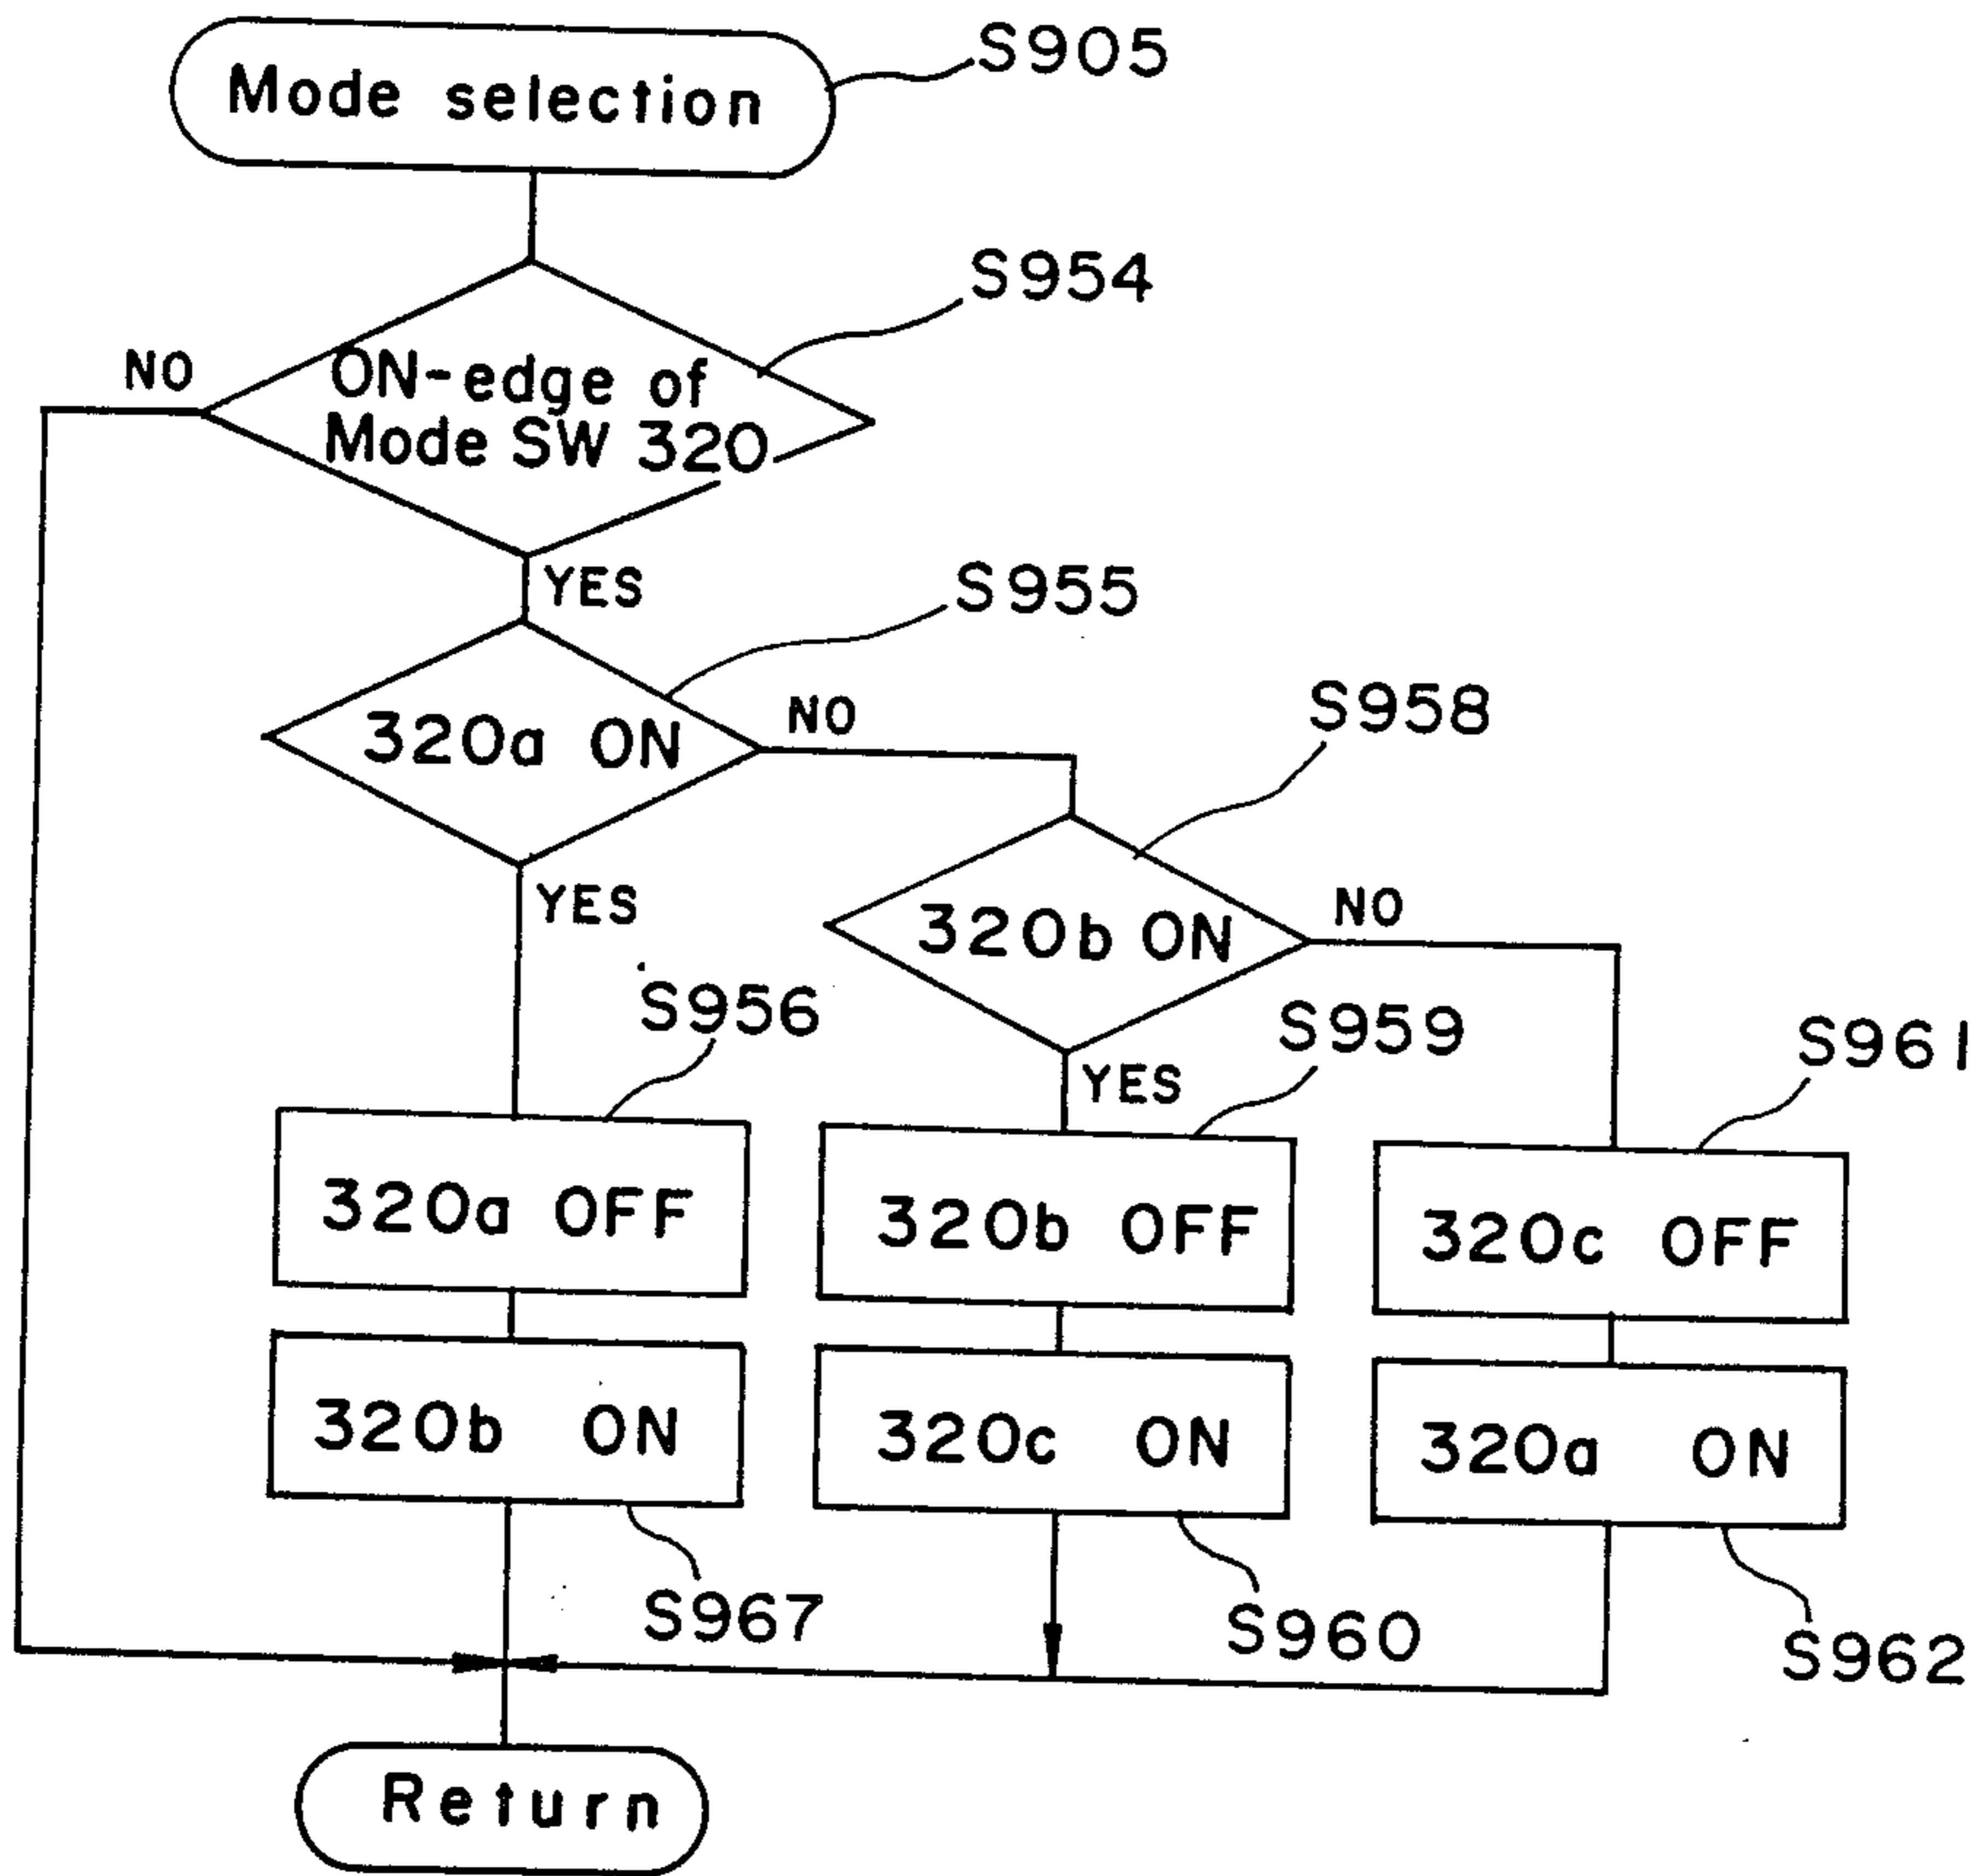 Mode selection
S905
S954
NO
ON-edge of
Mode SW 320
YES
S955
320a ON
NO
S958
YES
320b ON
NO
S956
S959
S961
YES
320a OFF
320b OFF
320c OFF
320b ON
320c ON
320a ON
S967
S960
S962
Return